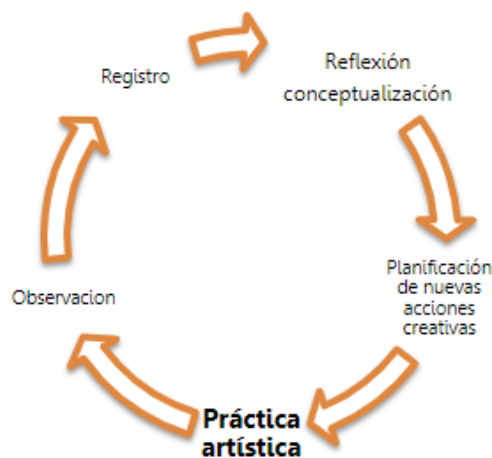 Registro
Reflexión
conceptualización
Planificación
de nuevas
acciones
creativas
Práctica
artística
Observacion